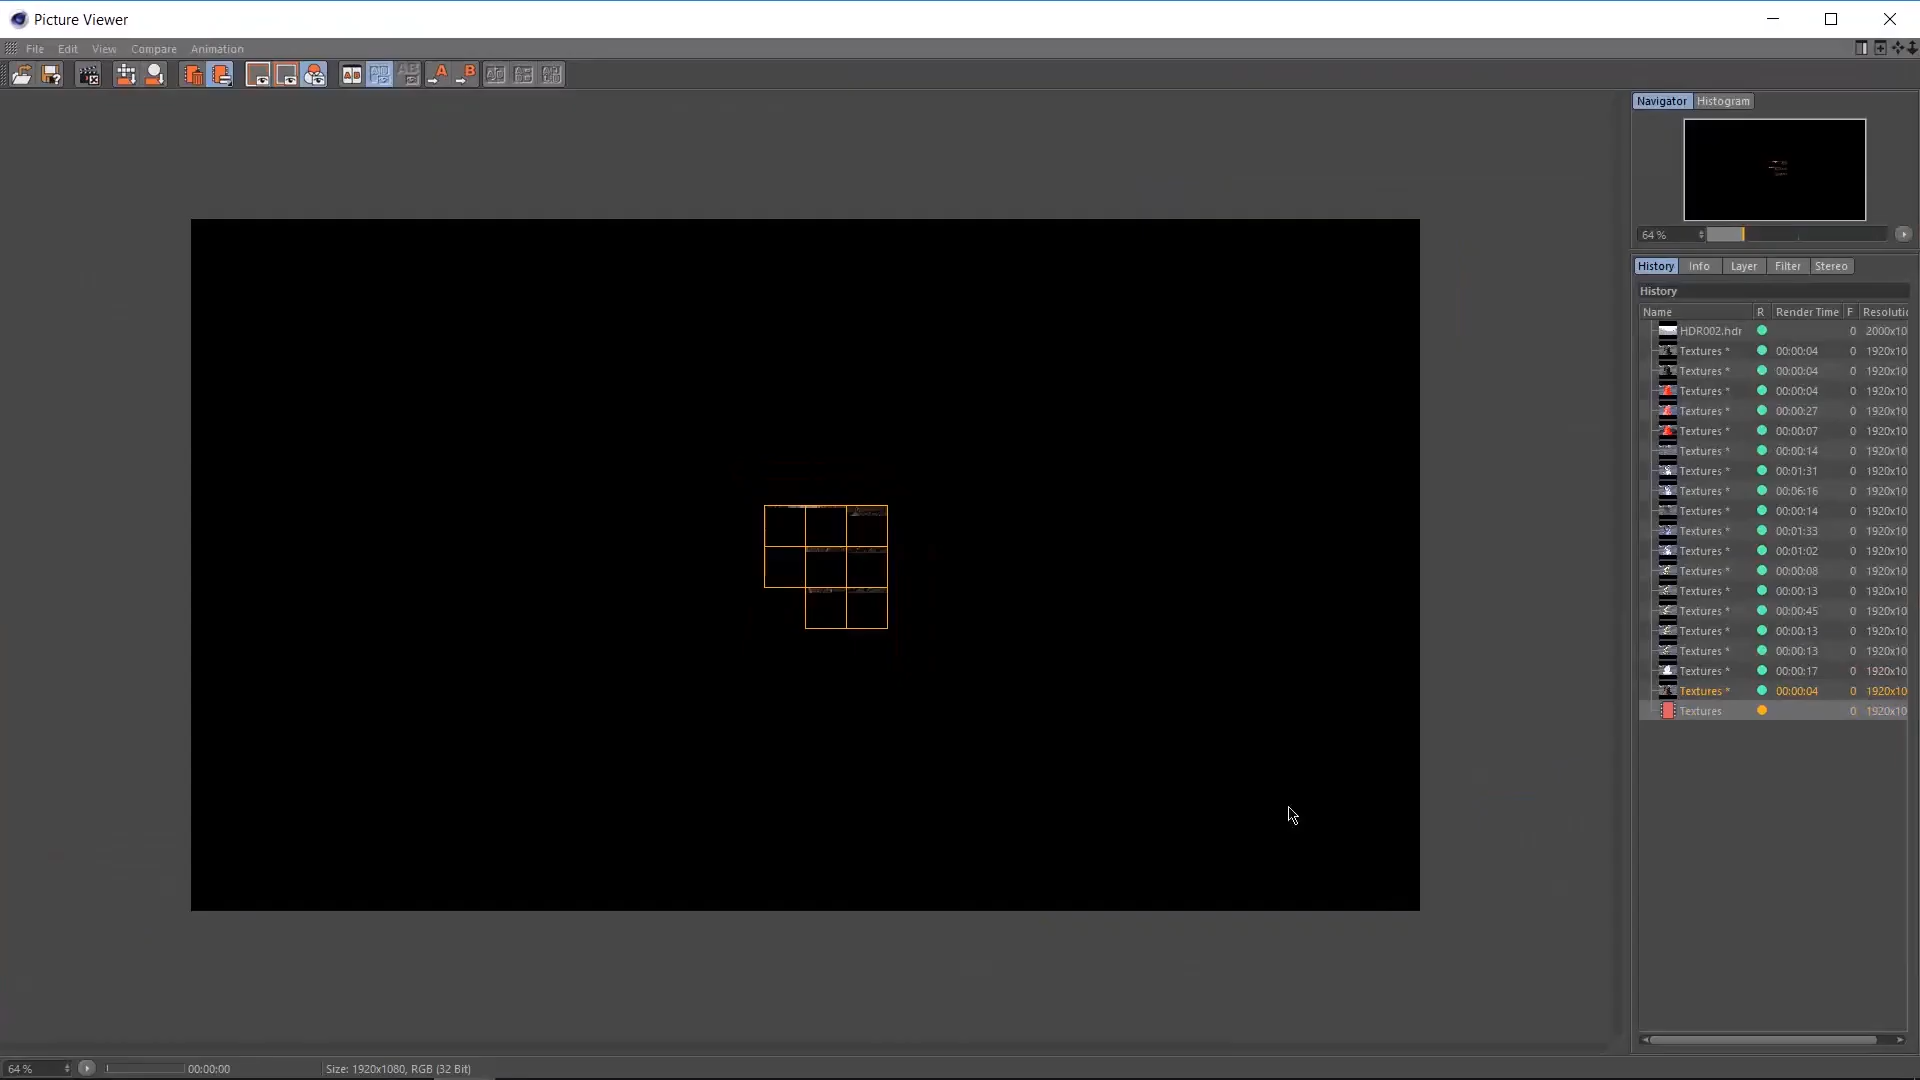 Picture Viewer
File Edit View Compare Animation
AB AB AB A B
Navigator Histogram
64 %
History Info Layer Filter Stereo
History
Name R Render Time F Resolutio
HDR002.hdr 0 2000x10
Textures * 00:00:04 0 1920x10
Textures * 00:00:04 0 1920x10
Textures * 00:00:04 0 1920x10
Textures * 00:00:27 0 1920x10
Textures * 00:00:07 0 1920x10
Textures * 00:00:14 0 1920x10
Textures * 00:01:31 0 1920x10
Textures * 00:06:16 0 1920x10
Textures * 00:00:14 0 1920x10
Textures * 00:01:33 0 1920x10
Textures * 00:01:02 0 1920x10
Textures * 00:00:08 0 1920x10
Textures * 00:00:13 0 1920x10
Textures * 00:00:45 0 1920x10
Textures * 00:00:13 0 1920x10
Textures * 00:00:13 0 1920x10
Textures * 00:00:17 0 1920x10
Textures * 00:00:04 0 1920x10
Textures 0 1920x10
64 % 00:00:00 Size: 1920x1080, RGB (32 Bit)